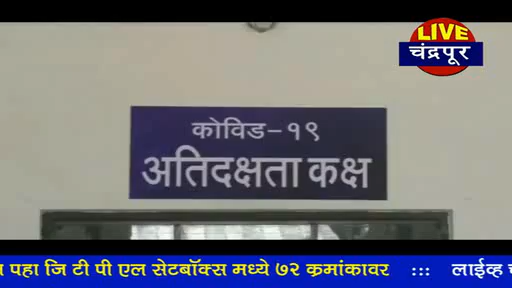 LIVE
चंद्रपूर
कोविड-१९
अतिदक्षता कक्ष
पहा जि टी पी एल सेटबॉक्स मध्ये ७२ क्रमांकावर ::: लाईव्ह